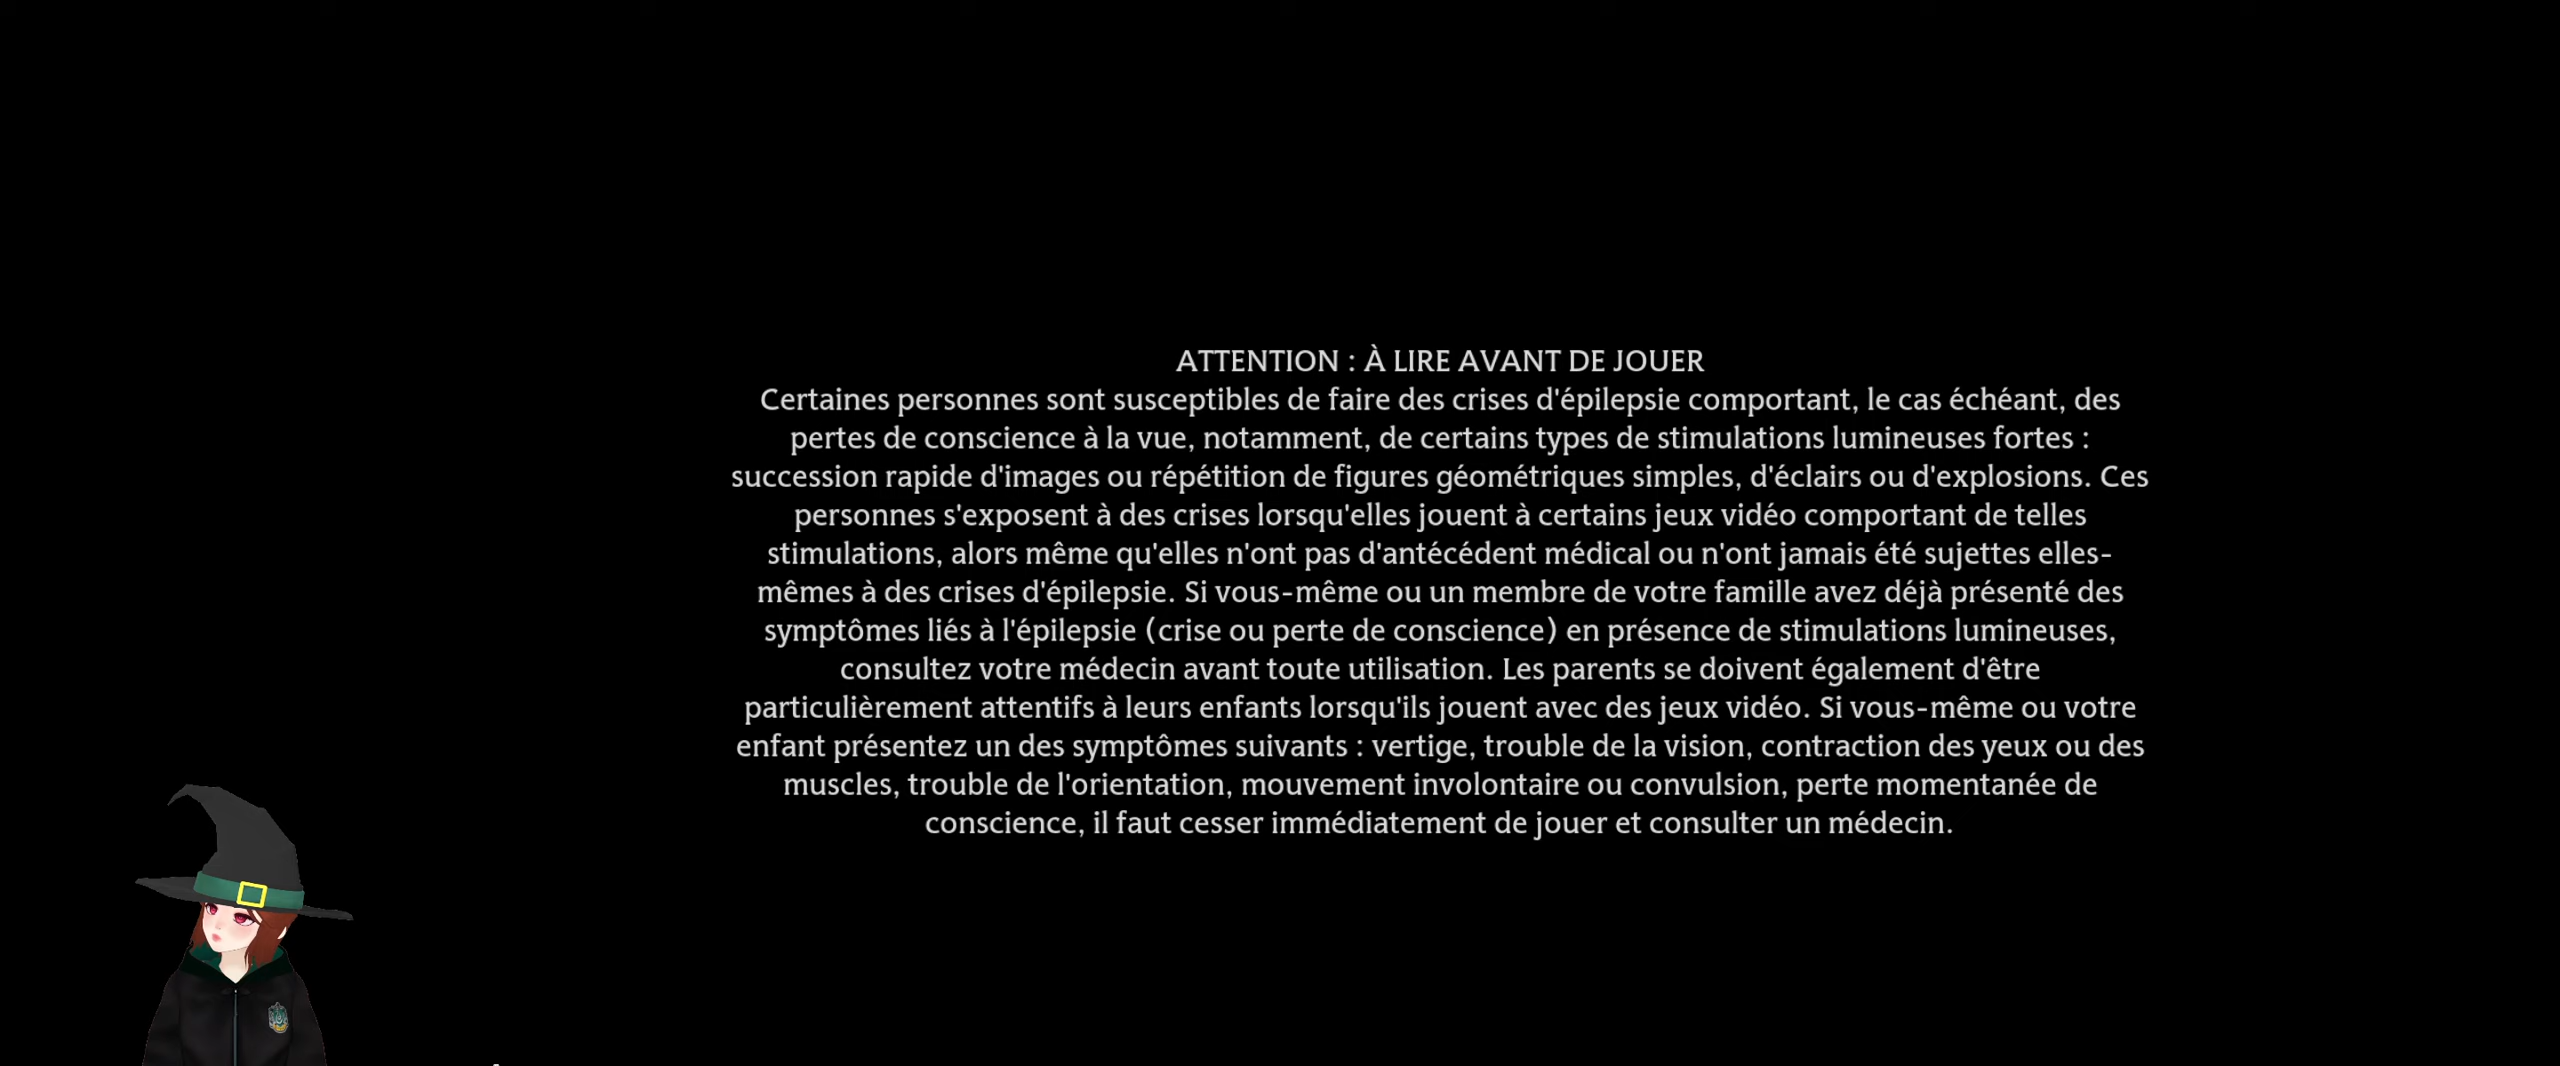 ATTENTION : À LIRE AVANT DE JOUER
Certaines personnes sont susceptibles de faire des crises d'épilepsie comportant, le cas échéant, des
pertes de conscience à la vue, notamment, de certains types de stimulations lumineuses fortes :
succession rapide d'images ou répétition de figures géométriques simples, d'éclairs ou d'explosions. Ces
personnes s'exposent à des crises lorsqu'elles jouent à certains jeux vidéo comportant de telles
stimulations, alors même qu'elles n'ont pas d'antécédent médical ou n'ont jamais été sujettes elles-
mêmes à des crises d'épilepsie. Si vous-même ou un membre de votre famille avez déjà présenté des
symptômes liés à l'épilepsie (crise ou perte de conscience) en présence de stimulations lumineuses,
consultez votre médecin avant toute utilisation. Les parents se doivent également d'être
particulièrement attentifs à leurs enfants lorsqu'ils jouent avec des jeux vidéo. Si vous-même ou votre
enfant présentez un des symptômes suivants : vertige, trouble de la vision, contraction des yeux ou des
muscles, trouble de l'orientation, mouvement involontaire ou convulsion, perte momentanée de
conscience, il faut cesser immédiatement de jouer et consulter un médecin.